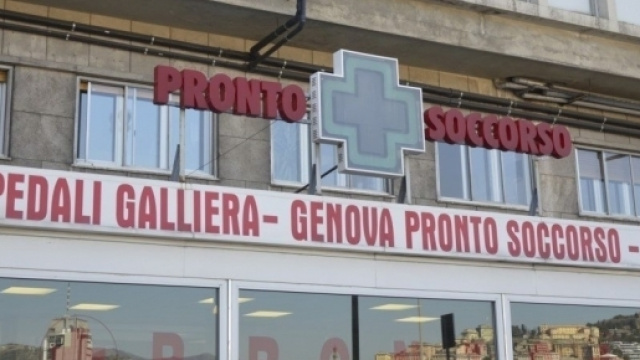 PRONTO SOCCORSO
PEDALI GALLIERA- GENOVA PRONTO SOCCORSO -